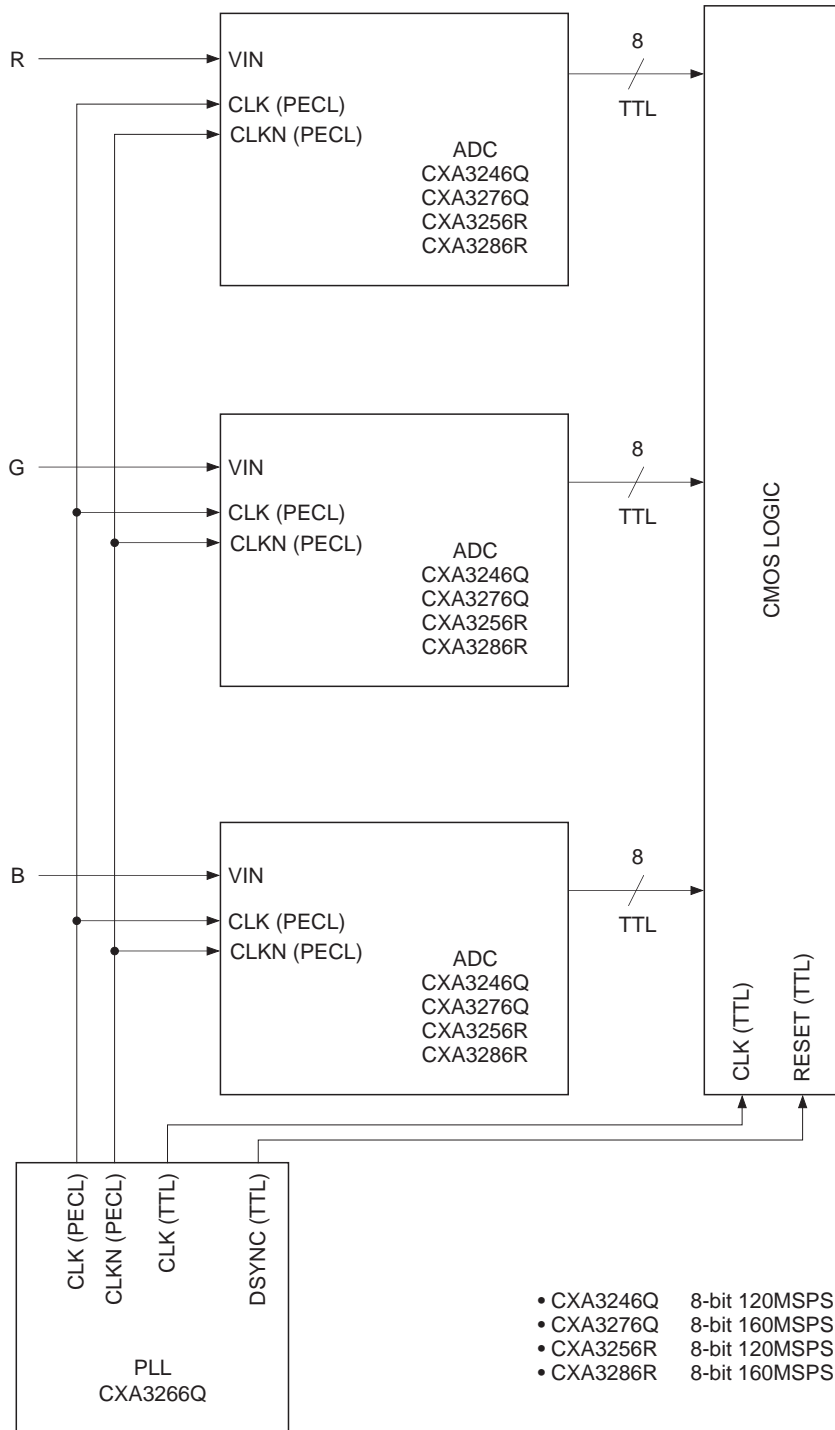 R
VIN
CLK (PECL)
CLKN (PECL)
ADC
CXA3246Q
CXA3276Q
CXA3256R
CXA3286R
8
TTL
G
VIN
CLK (PECL)
CLKN (PECL)
ADC
CXA3246Q
CXA3276Q
CXA3256R
CXA3286R
8
TTL
CMOS LOGIC
B
VIN
CLK (PECL)
CLKN (PECL)
ADC
CXA3246Q
CXA3276Q
CXA3256R
CXA3286R
8
TTL
CLK (TTL)
RESET (TTL)
CLK (PECL)
CLKN (PECL)
CLK (TTL)
DSYNC (TTL)
PLL
CXA3266Q
• CXA3246Q 8-bit 120MSPS
• CXA3276Q 8-bit 160MSPS
• CXA3256R 8-bit 120MSPS
• CXA3286R 8-bit 160MSPS